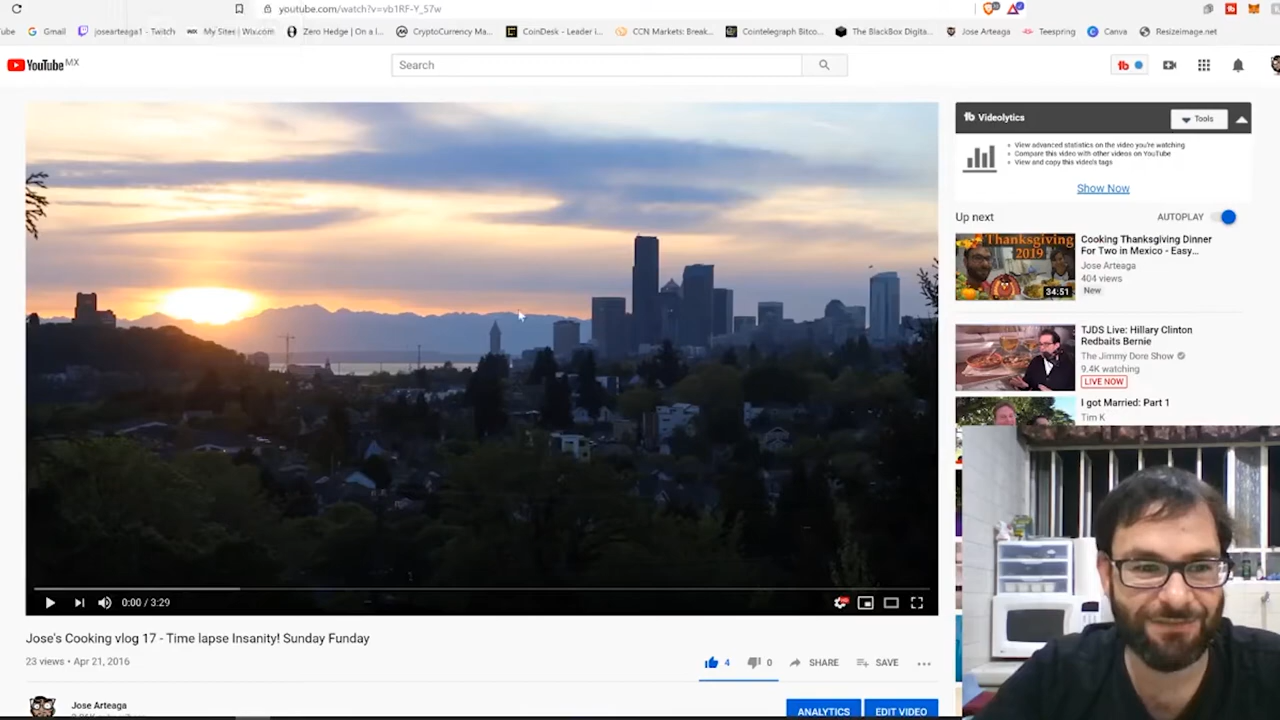 youtube.com/watch?v=vb1RF-Y_57w
ube Gmail josearteaga1 - Twitch My Sites | Wix.com Zero Hedge | On a l... CryptoCurrency Ma... CoinDesk - Leader i... CCN Markets: Break... Cointelegraph Bitco... The BlackBox Digita... Jose Arteaga Teespring Canva Resizeimage.net
YouTube MX
Search
Videolytics
Tools
View advanced statistics on the video you're watching
Compare this video with other videos on YouTube
View and copy this video's tags
Show Now
Up next
AUTOPLAY
Thanksgiving
2019
34:51
Cooking Thanksgiving Dinner
For Two in Mexico - Easy...
Jose Arteaga
404 views
New
TJDS Live: Hillary Clinton
Redbaits Bernie
The Jimmy Dore Show
9.4K watching
LIVE NOW
I got Married: Part 1
Tim K
0:00 / 3:29
Jose's Cooking vlog 17 - Time lapse Insanity! Sunday Funday
23 views • Apr 21, 2016
4 0 SHARE SAVE
Jose Arteaga
ANALYTICS
EDIT VIDEO